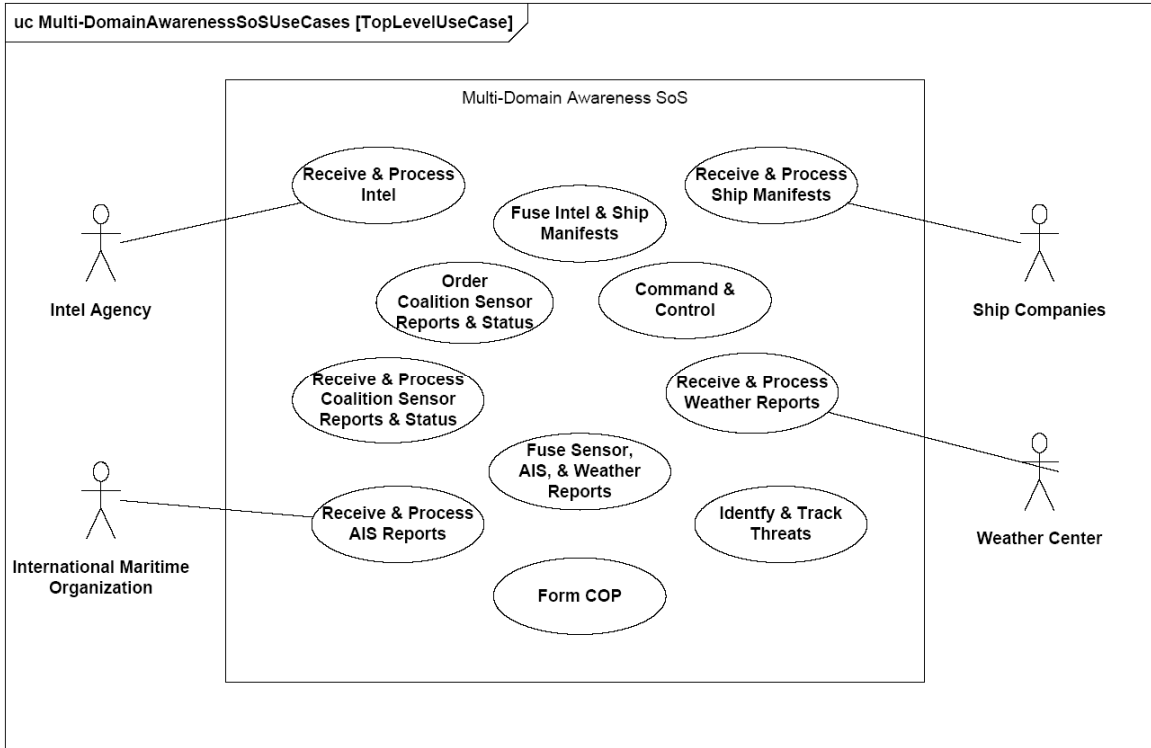 uc Multi-DomainAwarenessSoSUseCases [TopLevelUseCase]
Multi-Domain Awareness SoS
Receive & Process
Intel
Receive & Process
Ship Manifests
Fuse Intel & Ship
Manifests
Intel Agency
Ship Companies
Order
Coalition Sensor
Reports & Status
Command &
Control
Receive & Process
Coalition Sensor
Reports & Status
Receive & Process
Weather Reports
Fuse Sensor,
AIS, & Weather
Reports
Receive & Process
AIS Reports
Identfy & Track
Threats
International Maritime
Organization
Weather Center
Form COP